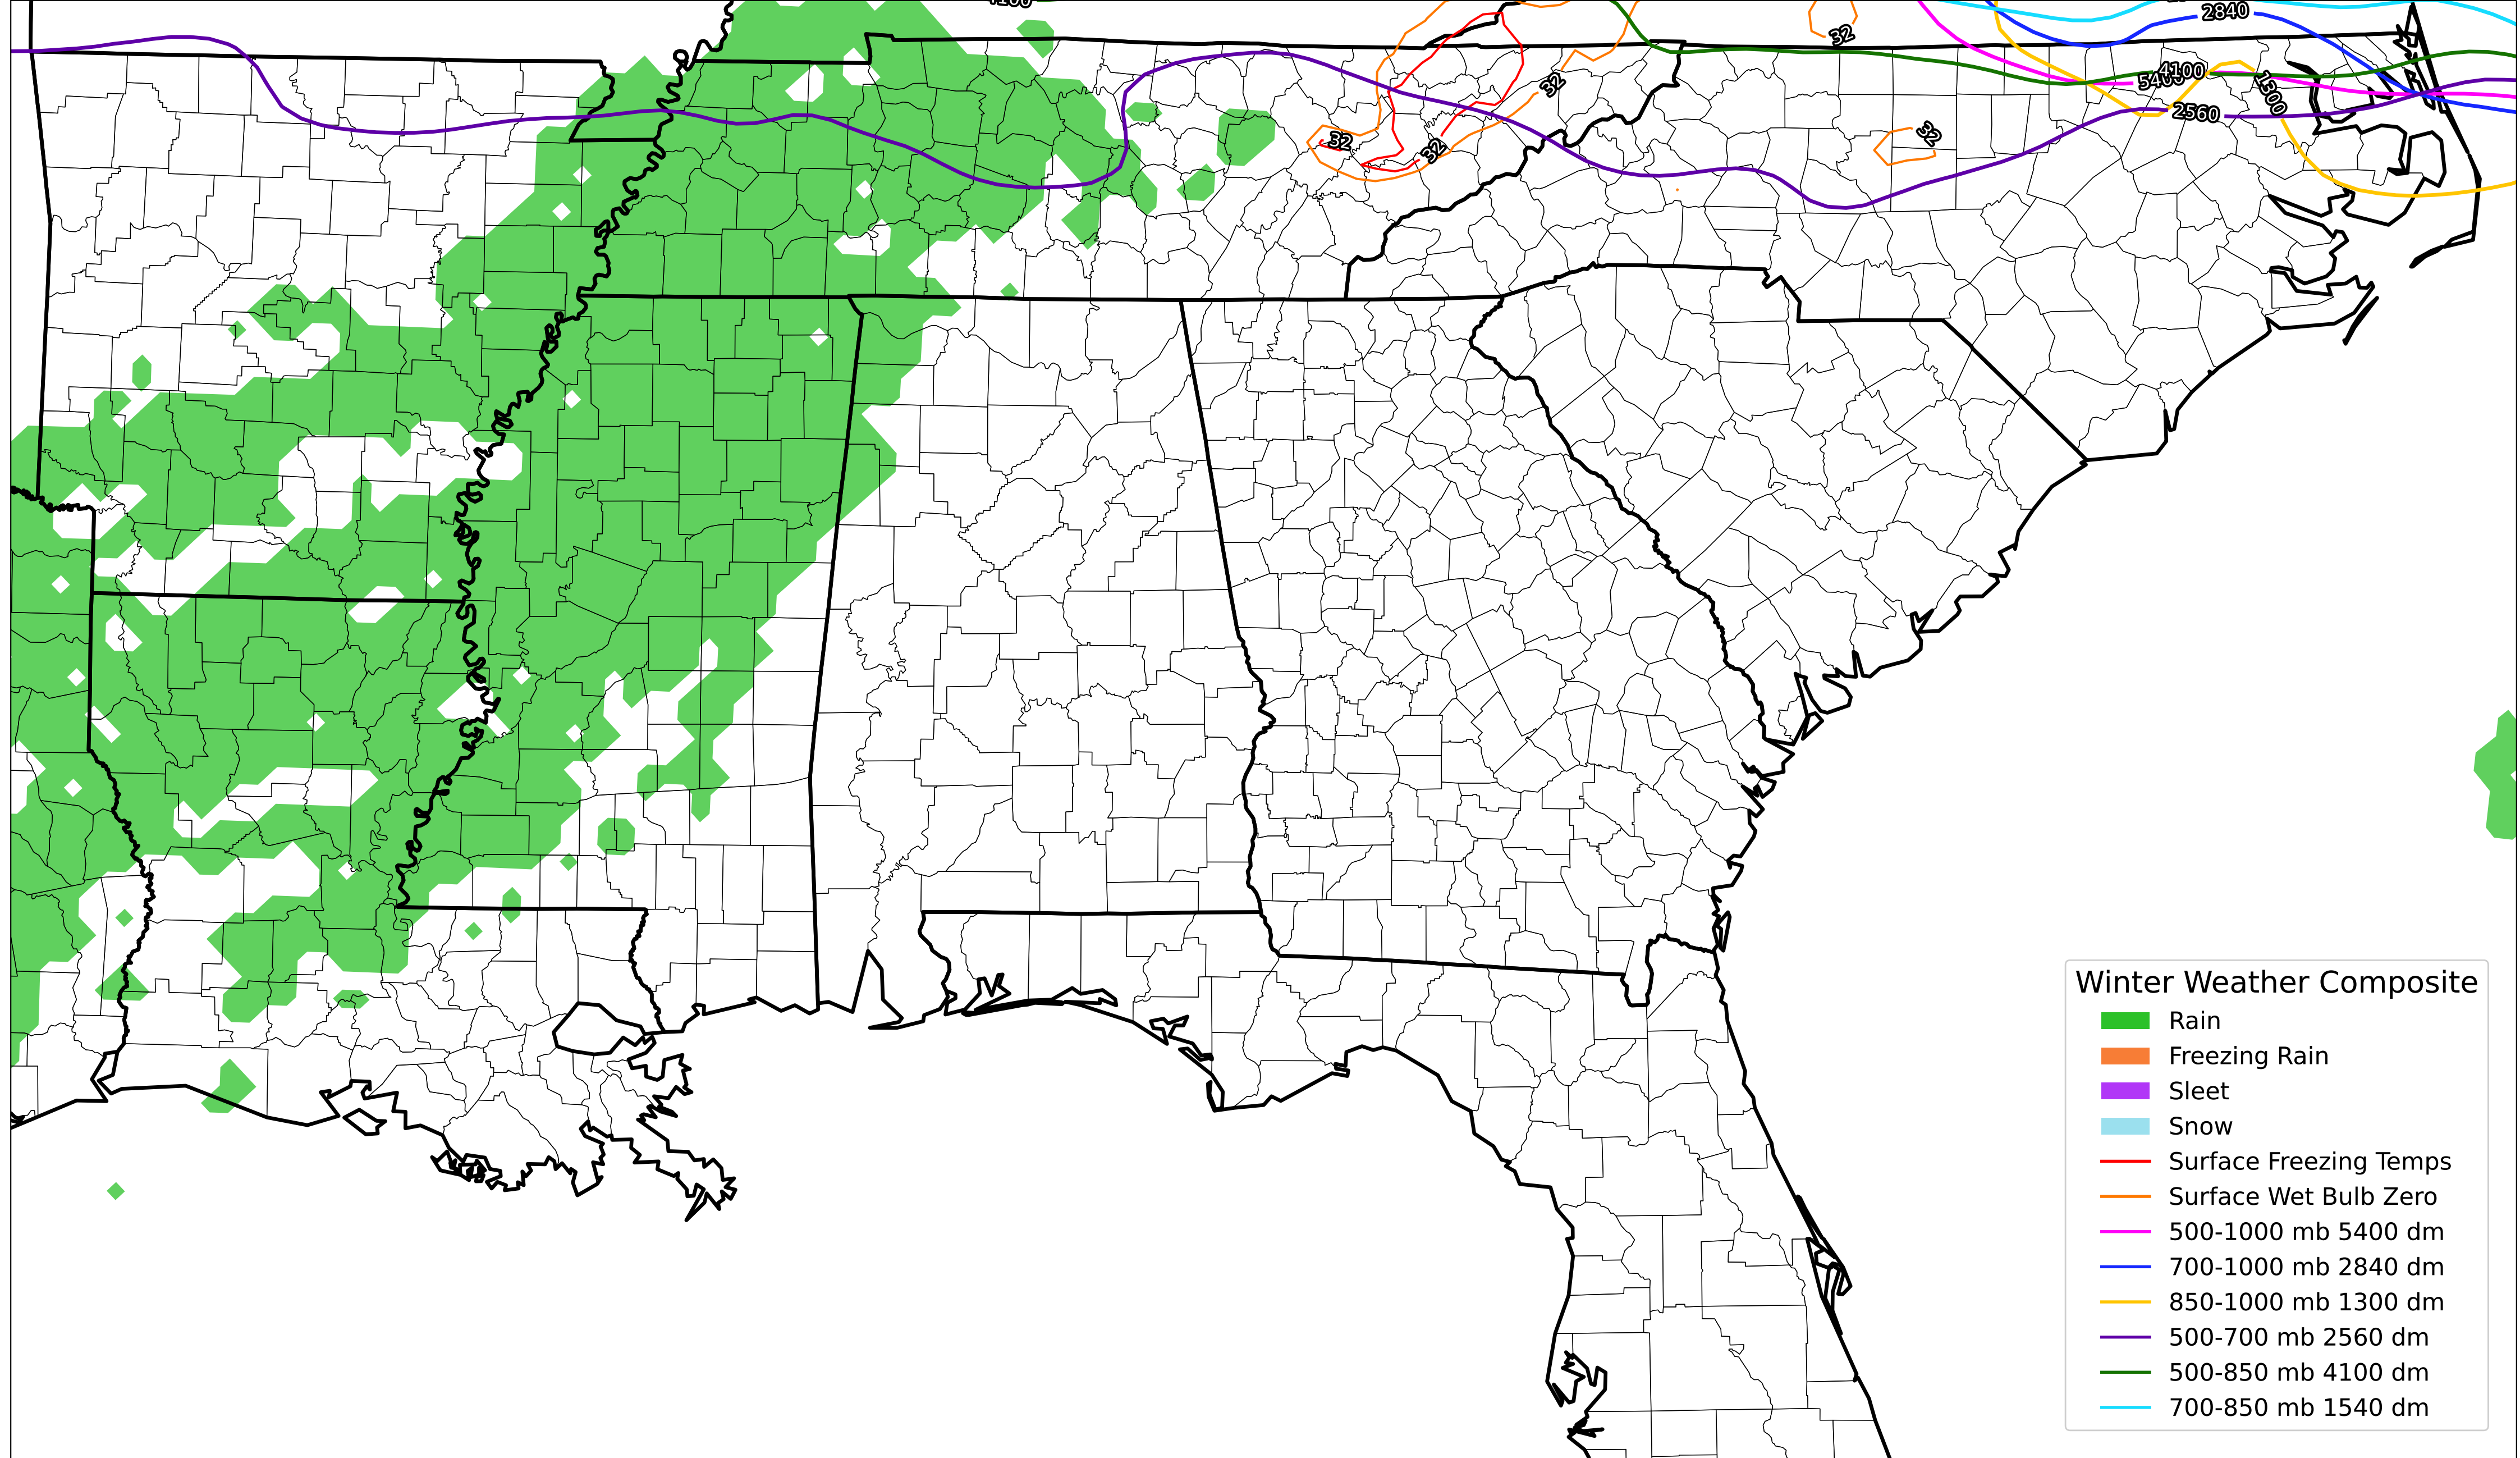 4100
2840
32
32
5400
4100
1300
2560
32
32
32
Winter Weather Composite
Rain
Freezing Rain
Sleet
Snow
Surface Freezing Temps
Surface Wet Bulb Zero
500-1000 mb 5400 dm
700-1000 mb 2840 dm
850-1000 mb 1300 dm
500-700 mb 2560 dm
500-850 mb 4100 dm
700-850 mb 1540 dm